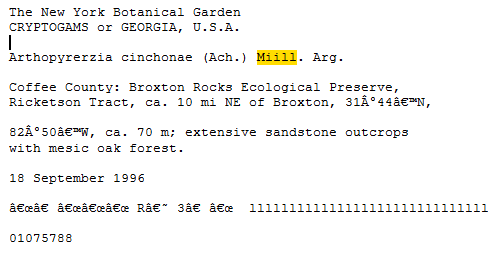 The New York Botanical Garden
CRYPTOGAMS or GEORGIA, U.S.A.
Arthopyrerzia cinchonae (Ach.) Miill. Arg.
Coffee County: Broxton Rocks Ecological Preserve,
Ricketson Tract, ca. 10 mi NE of Broxton, 31Â°44â€™N,
82Â°50â€™W, ca. 70 m; extensive sandstone outcrops
with mesic oak forest.
18 September 1996
â€œâ€ â€œâ€œâ€œ Râ€˜ 3â€ â€œ  llllllllllllllllllllllllllllll
01075788